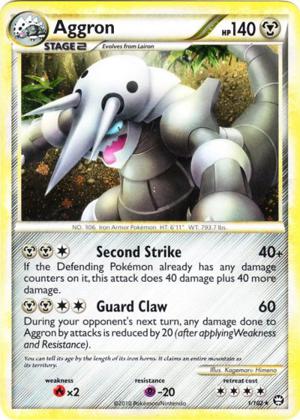 Aggron
HP 140
STAGE 2 Evolves from Lairon
NO. 306 Iron Armor Pokémon HT. 6'11" WT. 793.7 lbs.
Second Strike 40+
If the Defending Pokémon already has any damage
counters on it, this attack does 40 damage plus 40 more
damage.
Guard Claw 60
During your opponent's next turn, any damage done to
Aggron by attacks is reduced by 20 (after applying Weakness
and Resistance).
You can tell its age by the length of its iron horns. It claims an entire mountain as
its territory.
Illus. Kagemaru Himeno
weakness resistance retreat cost
x2 -20
©2010 Pokémon/Nintendo 1/102